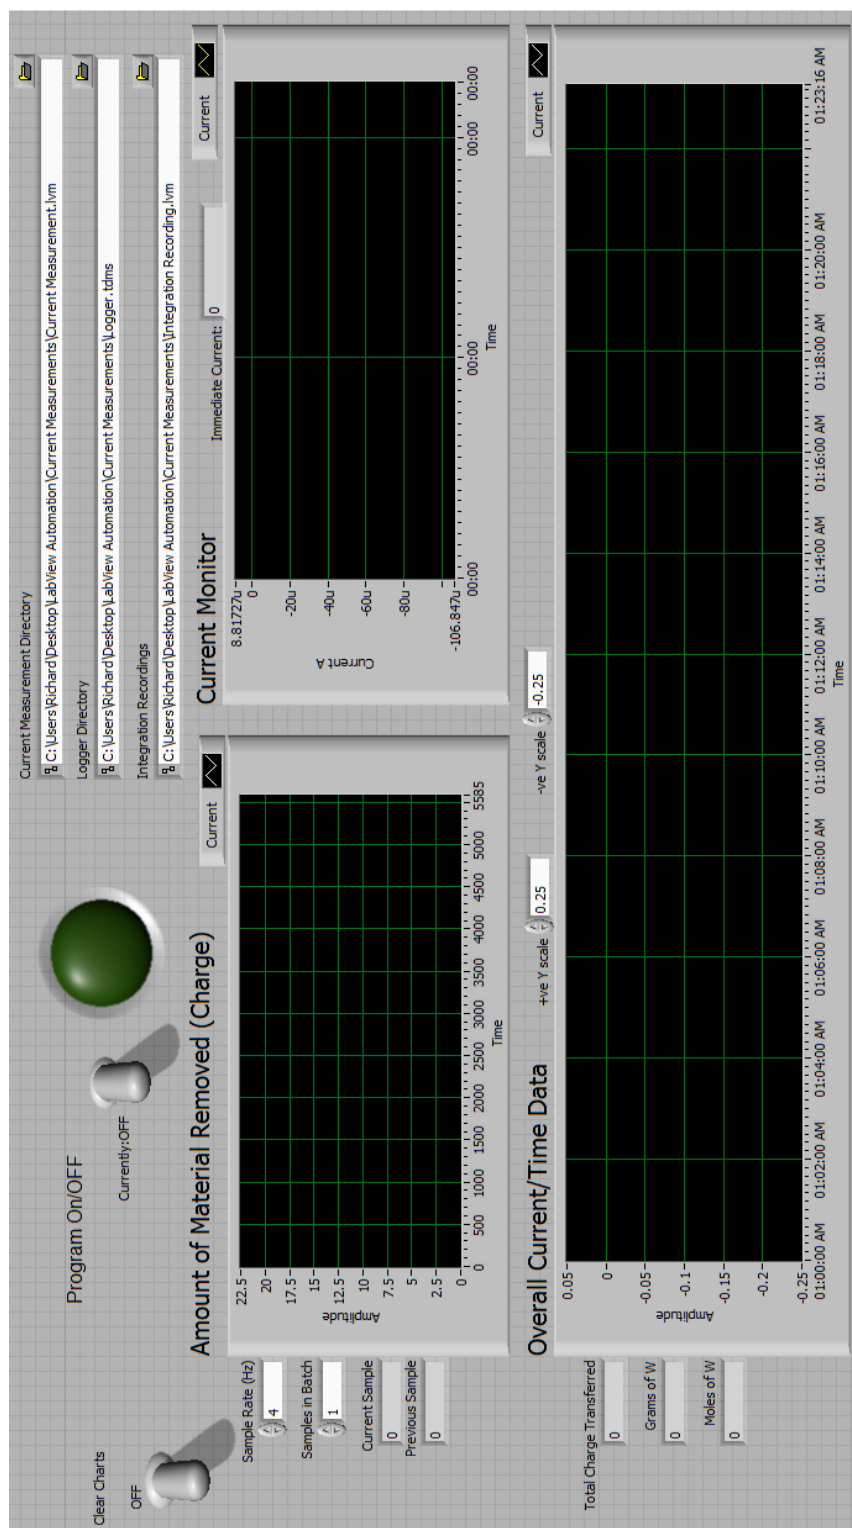 Clear Charts
OFF
Program On/OFF
Currently:OFF
Current Measurement Directory
C:\Users\Richard\Desktop\LabView Automation\Current Measurements\Current Measurement.lvm
Logger Directory
C:\Users\Richard\Desktop\LabView Automation\Current Measurements\Logger.tdms
Integration Recordings
C:\Users\Richard\Desktop\LabView Automation\Current Measurements\Integration Recording.lvm
Sample Rate (Hz)
4
Samples in Batch
1
Current Sample
0
Previous Sample
0
Amount of Material Removed (Charge)
Current
22.5
20
17.5
15
12.5
10
7.5
5
2.5
0
Amplitude
0 500 1000 1500 2000 2500 3000 3500 4000 4500 5000 5585
Time
Current Monitor
Immediate Current: 0
Current
8.81727u
0
-20u
-40u
-60u
-80u
-106.847u
Current A
00:00 00:00 00:00 00:00
Time
Total Charge Transferred
0
Grams of W
0
Moles of W
0
Overall Current/Time Data
+ve Y scale 0.25
-ve Y scale -0.25
Current
0.05
0
-0.05
-0.1
-0.15
-0.2
-0.25
Amplitude
01:00:00 AM 01:02:00 AM 01:04:00 AM 01:06:00 AM 01:08:00 AM 01:10:00 AM 01:12:00 AM 01:14:00 AM 01:16:00 AM 01:18:00 AM 01:20:00 AM 01:23:16 AM
Time